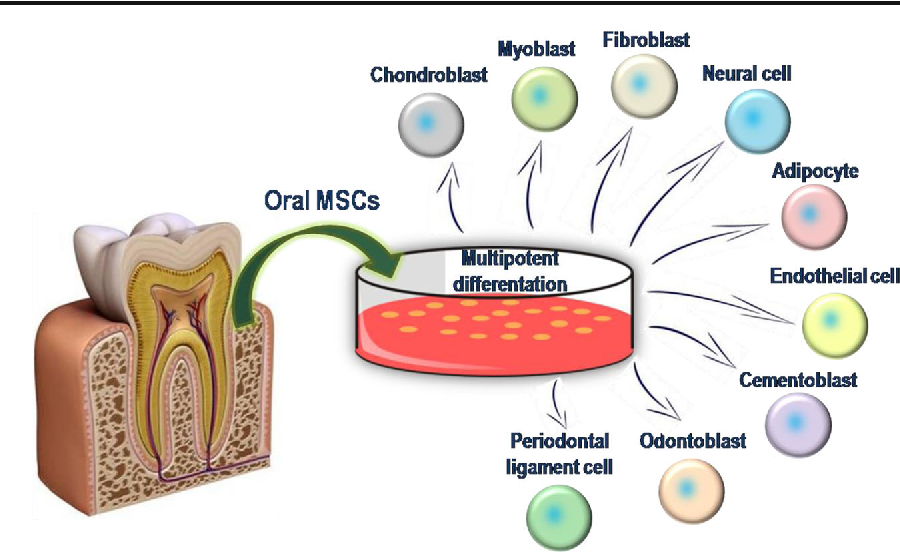 Fibroblast
Myoblast
Chondroblast
Neural cell
Adipocyte
Oral MSCs
Multipotent
differentation
Endothelial cell
Cementoblast
Periodontal
ligament cell
Odontoblast